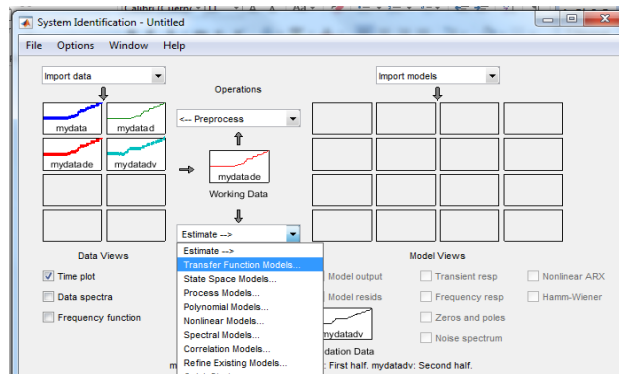 System Identification - Untitled
File Options Window Help
Import data
Operations
Import models
mydata
mydatad
<-- Preprocess
mydatade
mydatadv
mydatade
Working Data
Estimate -->
Estimate -->
Transfer Function Models...
State Space Models...
Process Models...
Polynomial Models...
Nonlinear Models...
Spectral Models...
Correlation Models...
Refine Existing Models...
Data Views
Time plot
Data spectra
Frequency function
Model Views
Model output
Transient resp
Nonlinear ARX
Model resids
Frequency resp
Hamm-Wiener
Zeros and poles
Noise spectrum
mydatadv
dation Data
: First half. mydatadv: Second half.